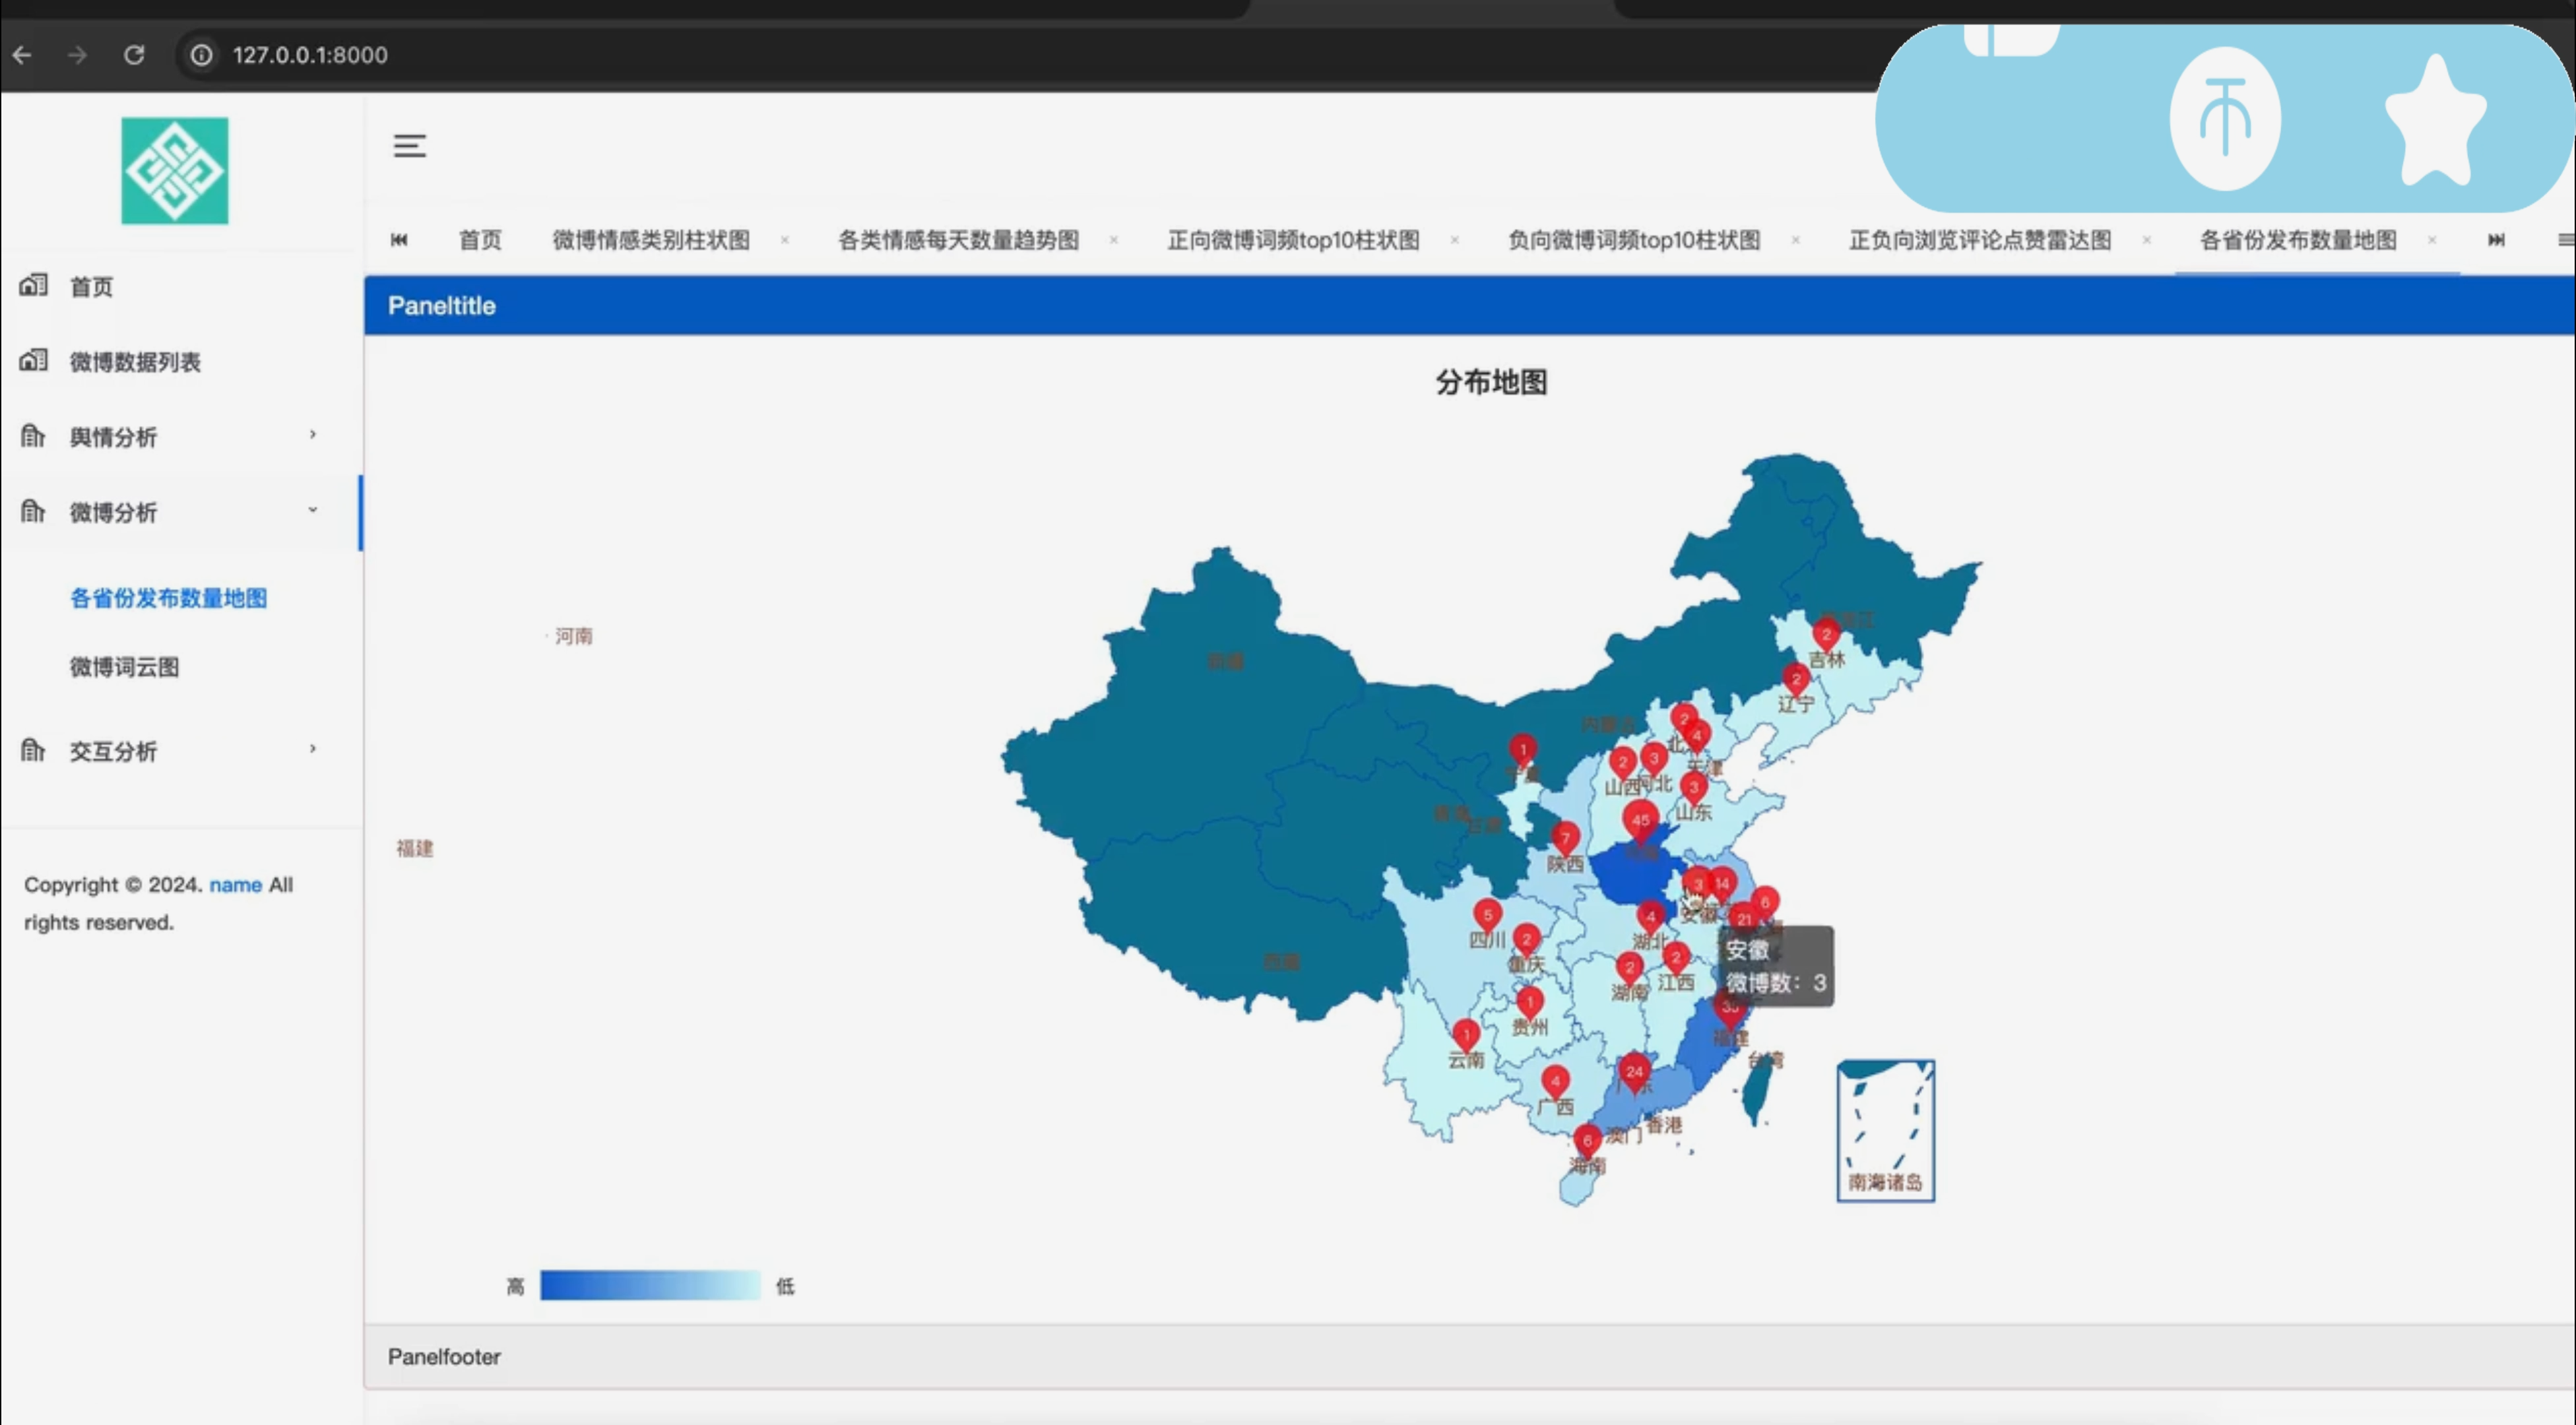 127.0.0.1:8000
首页 微博情感类别柱状图 各类情感每天数量趋势图 正向微博词频top10柱状图 负向微博词频top10柱状图 正负向浏览评论点赞雷达图 各省份发布数量地图
首页
微博数据列表
舆情分析
微博分析
各省份发布数量地图
微博词云图
交互分析
Copyright © 2024. name All
rights reserved.
Paneltitle
分布地图
河南
福建
2
吉林
2
辽宁
内蒙古
2
4
1
2
3
天津
山西
河北
3
山东
45
7
陕西
3
14
6
21
安徽
5
四川
4
湖北
2
重庆
2
江西
2
湖南
安徽
微博数：3
1
贵州
福建
1
云南
台湾
24
4
广西
香港
澳门
6
海南
西藏
南海诸岛
高
低
Panelfooter